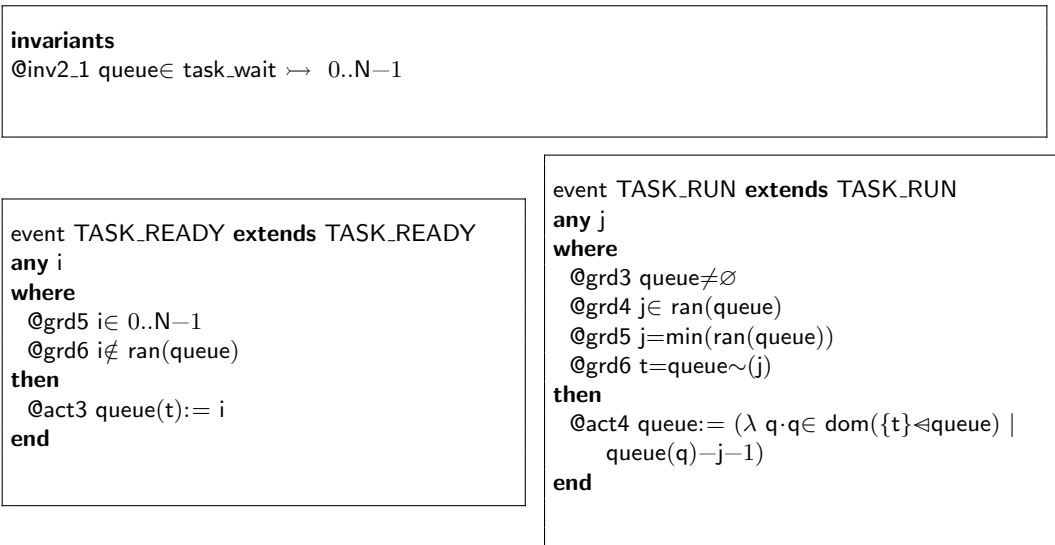 invariants
@inv2_1 queue∈ task_wait ↣ 0..N−1
event TASK_READY extends TASK_READY
any i
where
@grd5 i∈ 0..N−1
@grd6 i∉ ran(queue)
then
@act3 queue(t):= i
end
event TASK_RUN extends TASK_RUN
any j
where
@grd3 queue≠∅
@grd4 j∈ ran(queue)
@grd5 j=min(ran(queue))
@grd6 t=queue∼(j)
then
@act4 queue:= (λ q·q∈ dom({t}⩤queue) |
queue(q)−j−1)
end